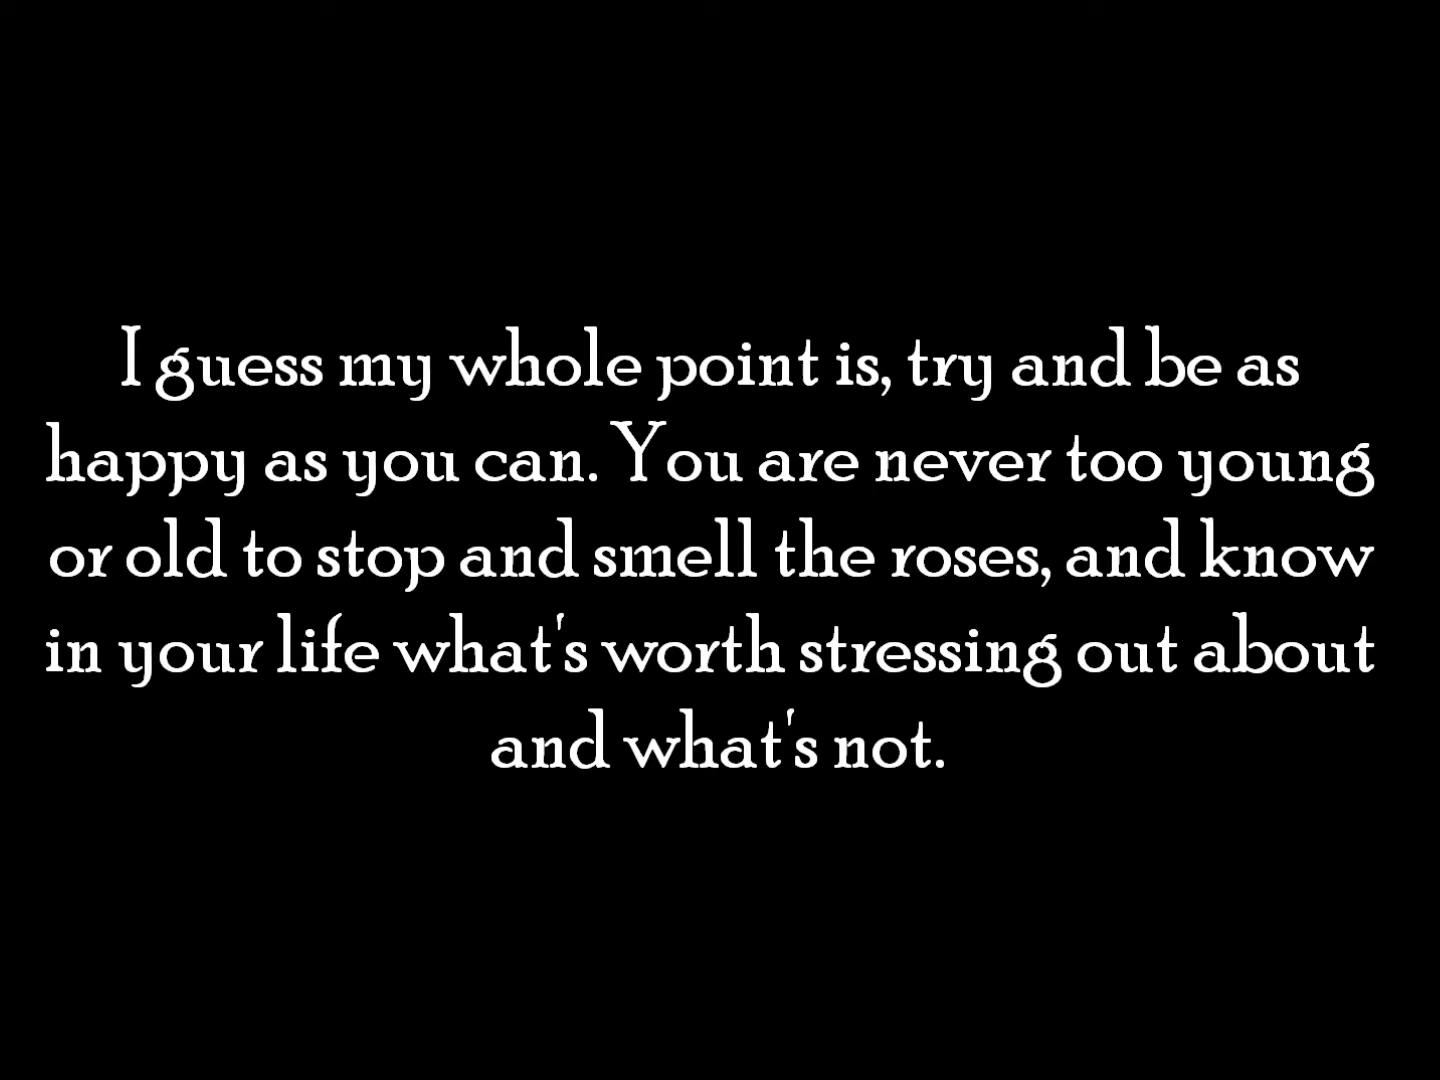 I guess my whole point is, try and be as
happy as you can. You are never too young
or old to stop and smell the roses, and know
in your life what's worth stressing out about
and what's not.